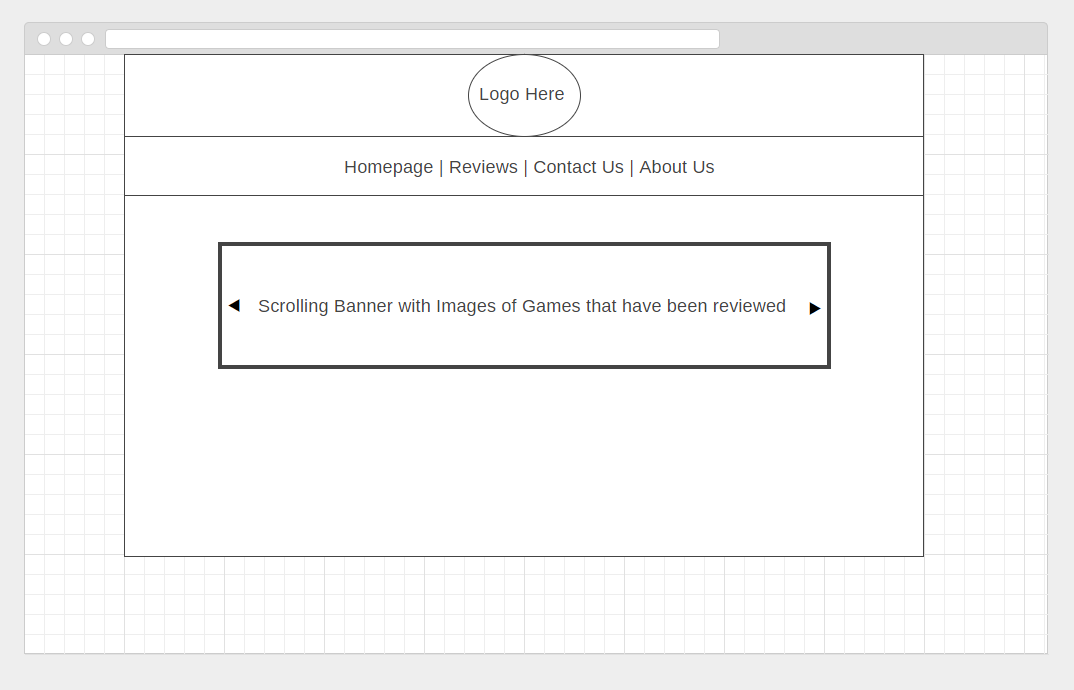 Logo Here
Homepage | Reviews | Contact Us | About Us
Scrolling Banner with Images of Games that have been reviewed